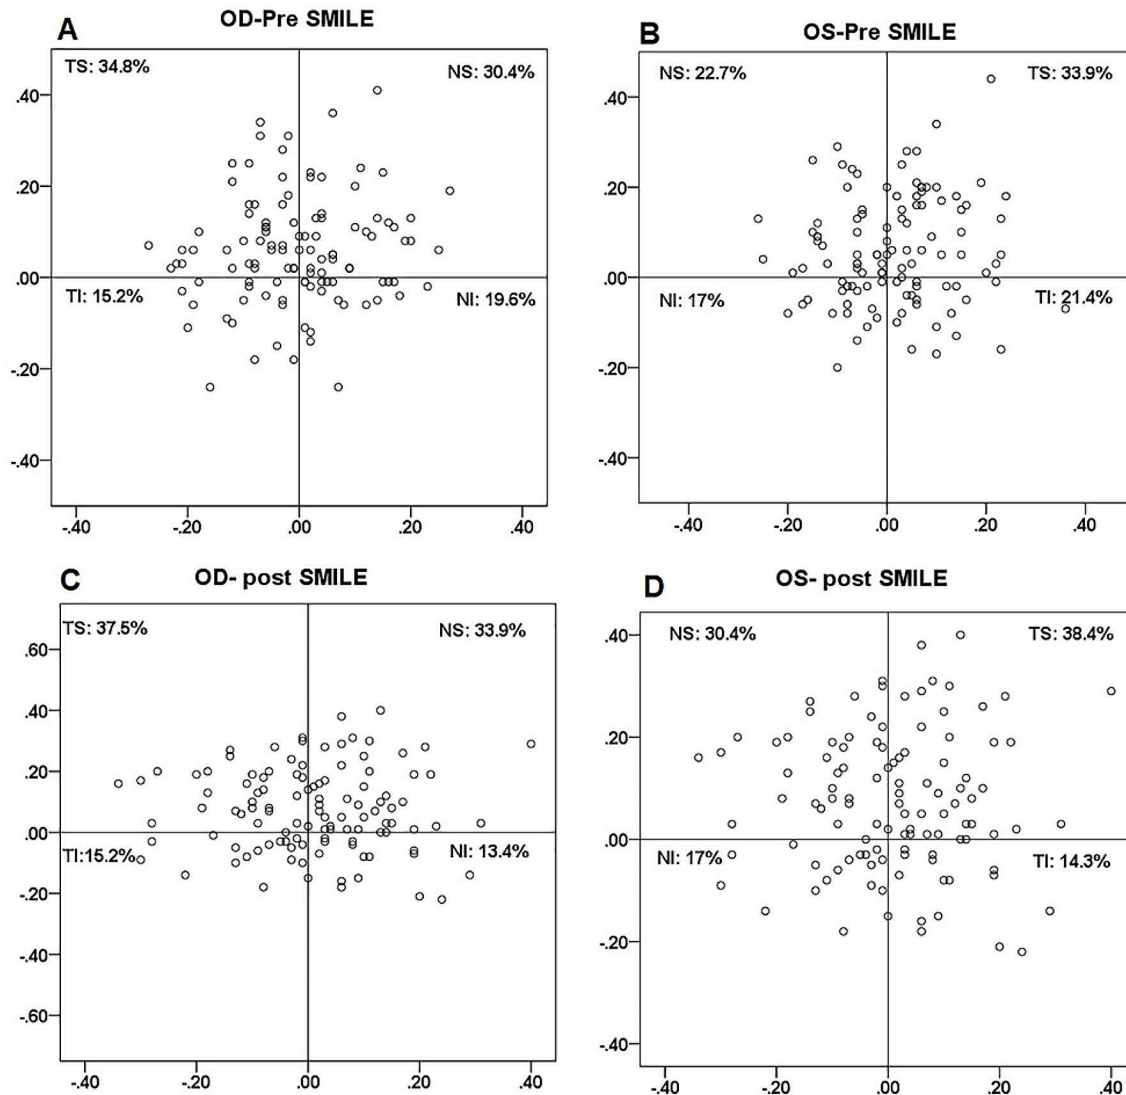 A
OD-Pre SMILE
TS: 34.8%
NS: 30.4%
.40
.20
.00
TI: 15.2%
NI: 19.6%
-.20
-.40
-.40 -.20 .00 .20 .40
B
OS-Pre SMILE
NS: 22.7%
TS: 33.9%
.40
.20
.00
NI: 17%
TI: 21.4%
-.20
-.40
-.40 -.20 .00 .20 .40
C
OD- post SMILE
TS: 37.5%
NS: 33.9%
.60
.40
.20
.00
TI:15.2%
NI: 13.4%
-.20
-.40
-.60
-.40 -.20 .00 .20 .40
D
OS- post SMILE
NS: 30.4%
TS: 38.4%
.40
.20
.00
NI: 17%
TI: 14.3%
-.20
-.40
-.40 -.20 .00 .20 .40